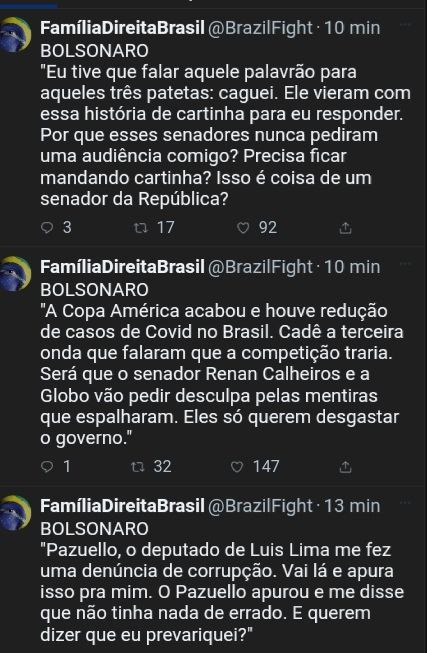 FamíliaDireitaBrasil @BrazilFight · 10 min
BOLSONARO
"Eu tive que falar aquele palavrão para
aqueles três patetas: caguei. Ele vieram com
essa história de cartinha para eu responder.
Por que esses senadores nunca pediram
uma audiência comigo? Precisa ficar
mandando cartinha? Isso é coisa de um
senador da República?
3 17 92
FamíliaDireitaBrasil @BrazilFight · 10 min
BOLSONARO
"A Copa América acabou e houve redução
de casos de Covid no Brasil. Cadê a terceira
onda que falaram que a competição traria.
Será que o senador Renan Calheiros e a
Globo vão pedir desculpa pelas mentiras
que espalharam. Eles só querem desgastar
o governo."
1 32 147
FamíliaDireitaBrasil @BrazilFight · 13 min
BOLSONARO
"Pazuello, o deputado de Luis Lima me fez
uma denúncia de corrupção. Vai lá e apura
isso pra mim. O Pazuello apurou e me disse
que não tinha nada de errado. E querem
dizer que eu prevariquei?"